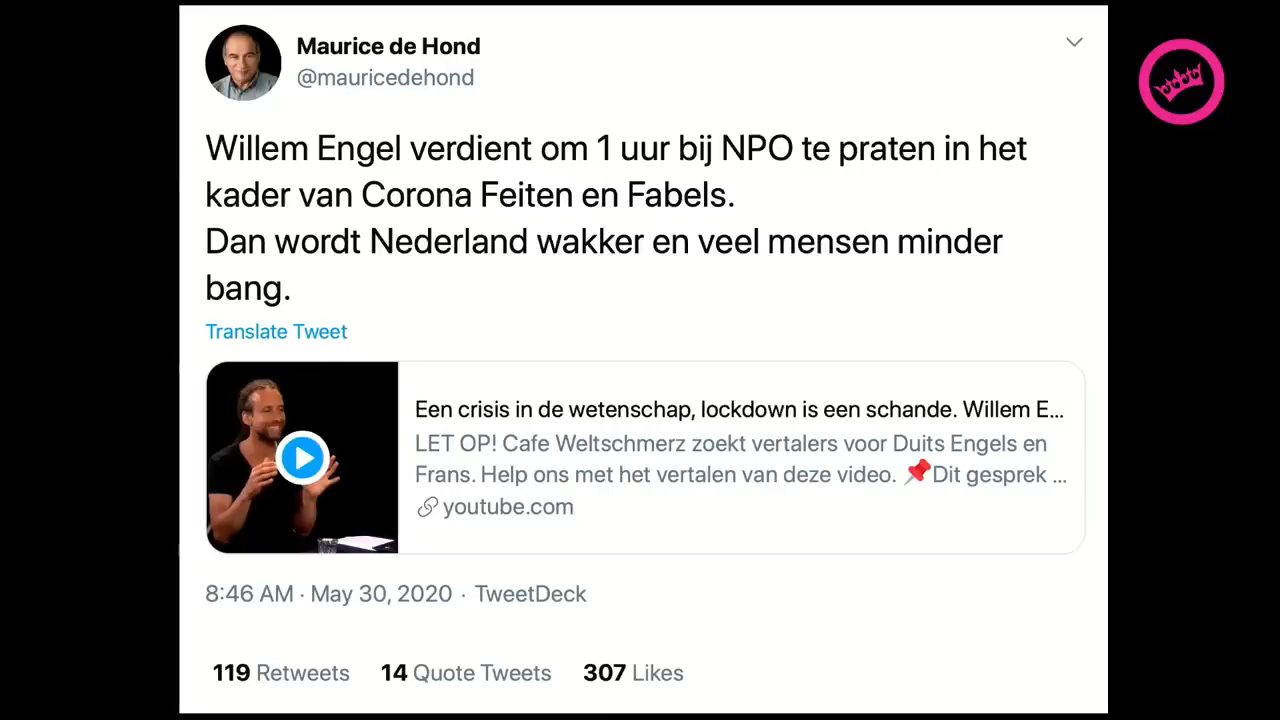 Maurice de Hond
@mauricedehond
Willem Engel verdient om 1 uur bij NPO te praten in het
kader van Corona Feiten en Fabels.
Dan wordt Nederland wakker en veel mensen minder
bang.
Translate Tweet
Een crisis in de wetenschap, lockdown is een schande. Willem E...
LET OP! Cafe Weltschmerz zoekt vertalers voor Duits Engels en
Frans. Help ons met het vertalen van deze video. 📌Dit gesprek ...
youtube.com
8:46 AM · May 30, 2020 · TweetDeck
119 Retweets 14 Quote Tweets 307 Likes